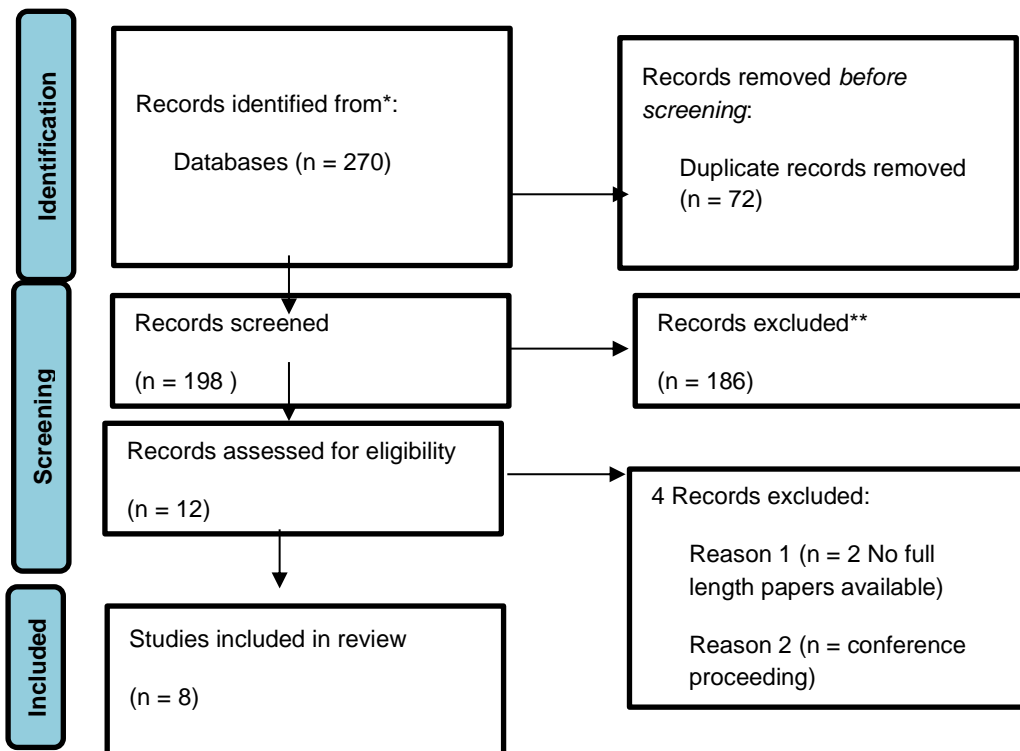 Identification
Records identified from*:
Databases (n = 270)
Records removed before
screening:
Duplicate records removed
(n = 72)
Screening
Records screened
(n = 198 )
Records excluded**
(n = 186)
Records assessed for eligibility
(n = 12)
4 Records excluded:
Reason 1 (n = 2 No full
length papers available)
Reason 2 (n = conference
proceeding)
Included
Studies included in review
(n = 8)